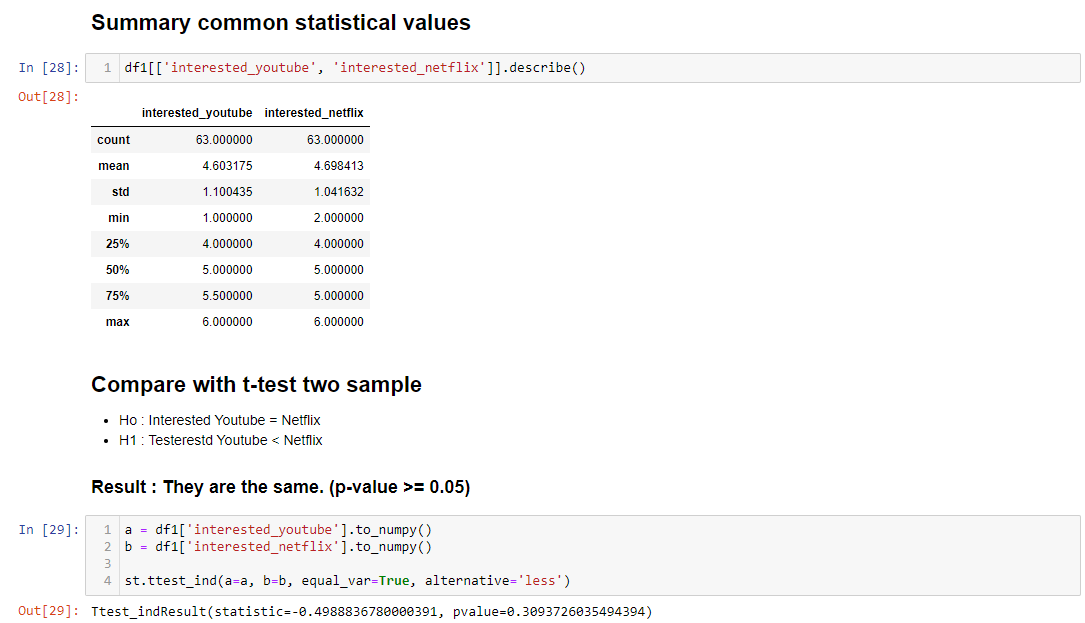 Summary common statistical values
In [28]: 1 df1[['interested_youtube', 'interested_netflix']].describe()
Out[28]:
interested_youtube interested_netflix
count 63.000000 63.000000
mean 4.603175 4.698413
std 1.100435 1.041632
min 1.000000 2.000000
25% 4.000000 4.000000
50% 5.000000 5.000000
75% 5.500000 5.000000
max 6.000000 6.000000
Compare with t-test two sample
• Ho : Interested Youtube = Netflix
• H1 : Testerestd Youtube < Netflix
Result : They are the same. (p-value >= 0.05)
In [29]: 1 a = df1['interested_youtube'].to_numpy()
2 b = df1['interested_netflix'].to_numpy()
3
4 st.ttest_ind(a=a, b=b, equal_var=True, alternative='less')
Out[29]: Ttest_indResult(statistic=-0.4988836780000391, pvalue=0.3093726035494394)